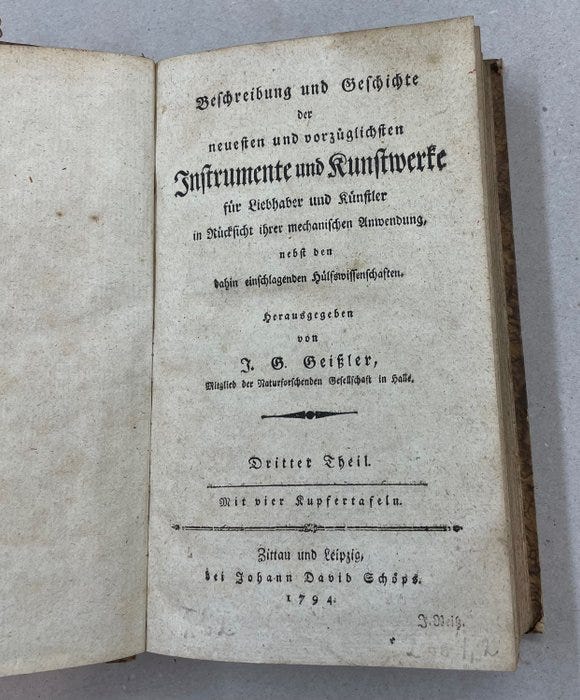 Beschreibung und Geschichte
der
neuesten und vorzüglichsten
Instrumente und Kunstwerke
für Liebhaber und Künstler
in Rücksicht ihrer mechanischen Anwendung,
nebst den
dahin einschlagenden Hülfswissenschaften.
Herausgegeben
von
J. G. Geißler,
Mitglied der Naturforschenden Gesellschaft in Halle.
Dritter Theil.
Mit vier Kupfertafeln.
Zittau und Leipzig,
bei Johann David Schöps.
1794.
J. Reiß.